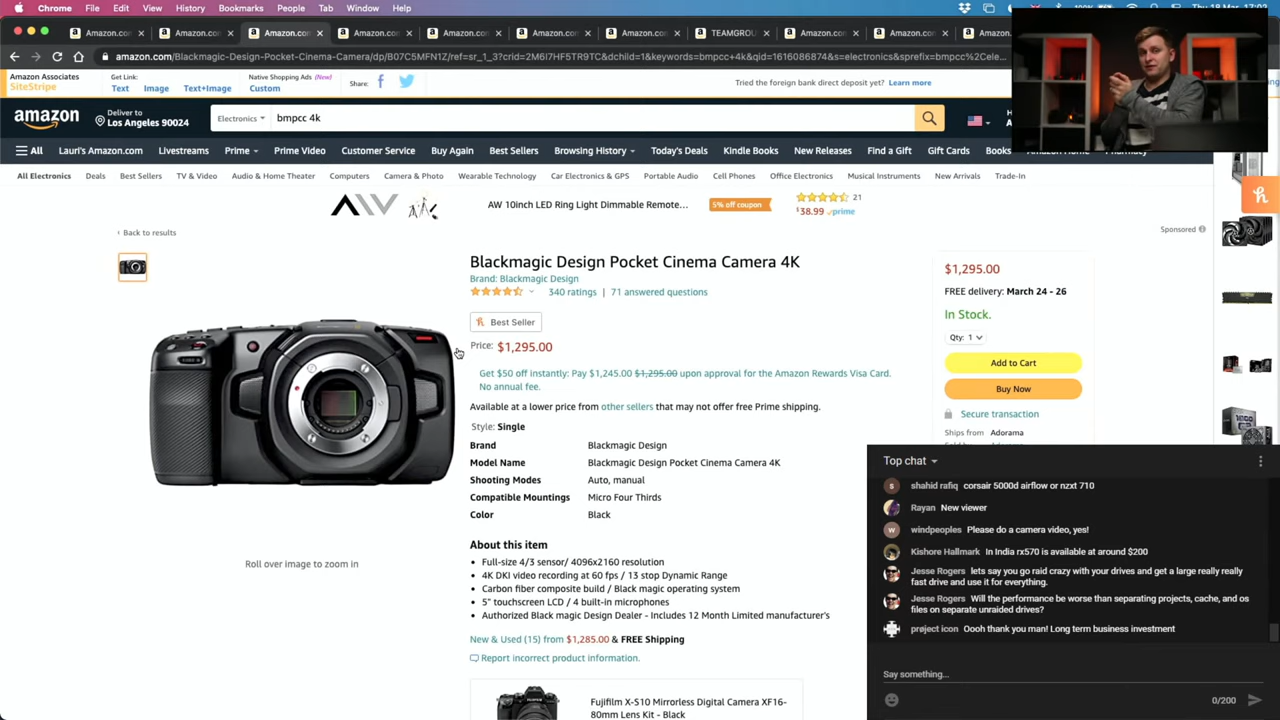 Chrome File Edit View History Bookmarks People Tab Window Help
Amazon.com
Amazon.com
Amazon.com
Amazon.com
Amazon.com
Amazon.com
Amazon.com
TEAMGROU
Amazon.com
Amazon.com
Amazon
amazon.com/Blackmagic-Design-Pocket-Cinema-Camera/dp/B07C5MFN1Z/ref=sr_1_3?crid=2M6I7HF5TR9TC&dchild=1&keywords=bmpcc+4k&qid=1616086874&s=electronics&sprefix=bmpcc%2Cele...
Amazon Associates
SiteStripe
Get Link:
Text Image Text+Image
Native Shopping Ads (New)
Custom
Share:
Tried the foreign bank direct deposit yet? Learn more
amazon
Deliver to
Los Angeles 90024
Electronics
bmpcc 4k
All Lauri's Amazon.com Livestreams Prime Prime Video Customer Service Buy Again Best Sellers Browsing History Today's Deals Kindle Books New Releases Find a Gift Gift Cards Books
All Electronics Deals Best Sellers TV & Video Audio & Home Theater Computers Camera & Photo Wearable Technology Car Electronics & GPS Portable Audio Cell Phones Office Electronics Musical Instruments New Arrivals Trade-In
AW 10inch LED Ring Light Dimmable Remote...
5% off coupon
21
$38.99 prime
Sponsored
‹ Back to results
Blackmagic Design Pocket Cinema Camera 4K
Brand: Blackmagic Design
340 ratings | 71 answered questions
Best Seller
Price: $1,295.00
Get $50 off instantly: Pay $1,245.00 $1,295.00 upon approval for the Amazon Rewards Visa Card.
No annual fee.
Available at a lower price from other sellers that may not offer free Prime shipping.
Style: Single
Brand Blackmagic Design
Model Name Blackmagic Design Pocket Cinema Camera 4K
Shooting Modes Auto, manual
Compatible Mountings Micro Four Thirds
Color Black
About this item
• Full-size 4/3 sensor/ 4096x2160 resolution
• 4K DKI video recording at 60 fps / 13 stop Dynamic Range
• Carbon fiber composite build / Black magic operating system
• 5" touchscreen LCD / 4 built-in microphones
• Authorized Black magic Design Dealer - Includes 12 Month Limited manufacturer's
New & Used (15) from $1,285.00 & FREE Shipping
Report incorrect product information.
Fujifilm X-S10 Mirrorless Digital Camera XF16-
80mm Lens Kit - Black
Roll over image to zoom in
$1,295.00
FREE delivery: March 24 - 26
In Stock.
Qty: 1
Add to Cart
Buy Now
Secure transaction
Ships from Adorama
Top chat
shahid rafiq corsair 5000d airflow or nzxt 710
Rayan New viewer
windpeoples Please do a camera video, yes!
Kishore Hallmark In India rx570 is available at around $200
Jesse Rogers lets say you go raid crazy with your drives and get a large really really
fast drive and use it for everything.
Jesse Rogers Will the performance be worse than separating projects, cache, and os
files on separate unraided drives?
prøject icon Oooh thank you man! Long term business investment
Say something...
0/200